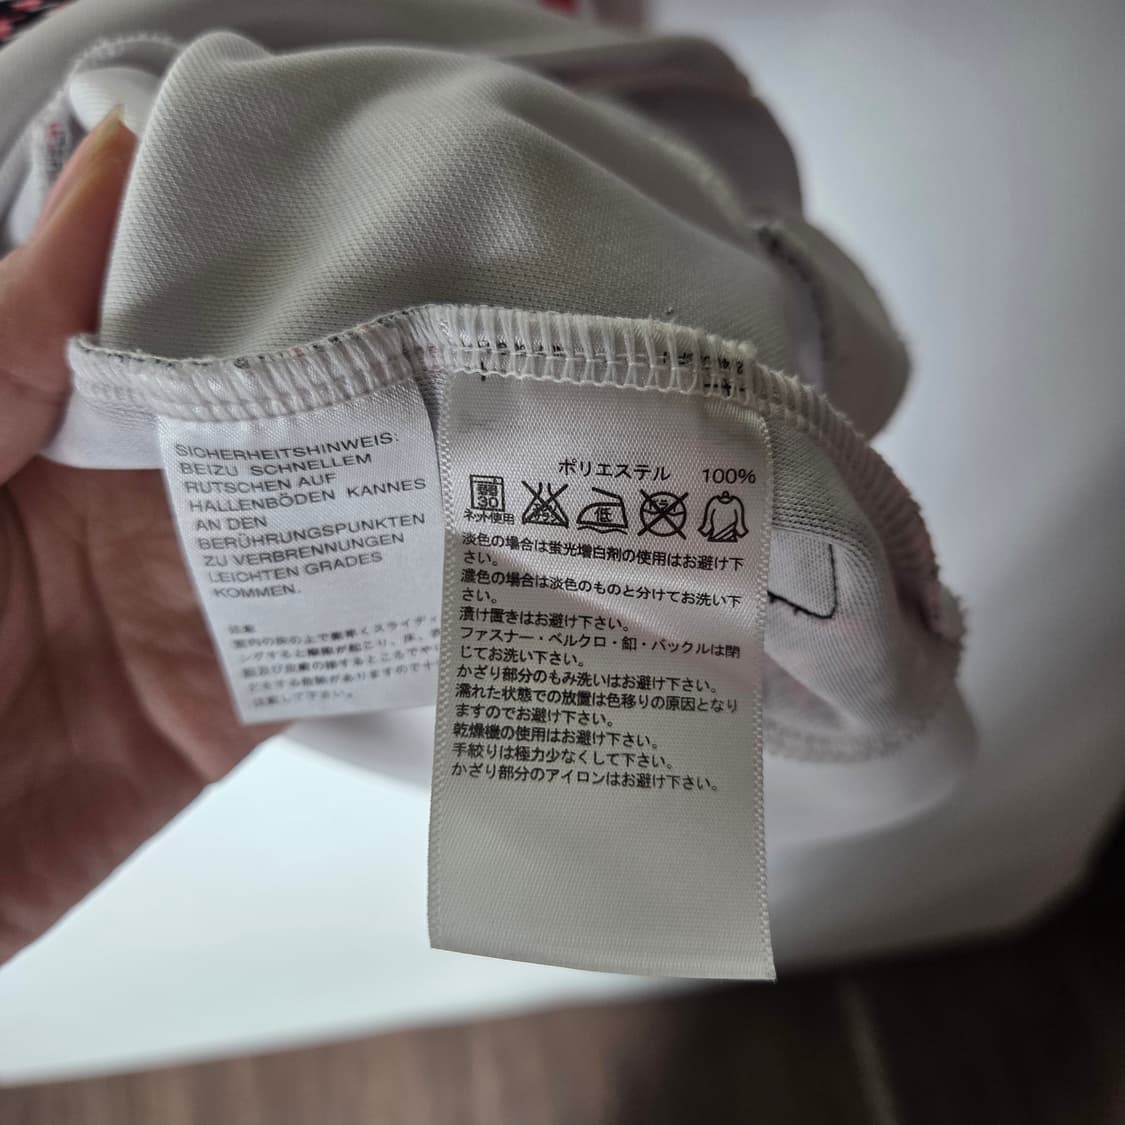 SICHERHEITSHINWEIS:
BEIZU SCHNELLEM
RUTSCHEN AUF
HALLENBÖDEN KANNES
AN DEN
BERÜHRUNGSPUNKTEN
ZU VERBRENNUNGEN
LEICHTEN GRADES
KOMMEN.
注意
ポリエステル 100%
30
ネット使用
低
淡色の場合は蛍光増白剤の使用はお避け下
さい。
濃色の場合は淡色のものと分けてお洗い下
さい。
漬け置きはお避け下さい。
ファスナー・ベルクロ・釦・バックルは閉
じてお洗い下さい。
かざり部分のもみ洗いはお避け下さい。
濡れた状態での放置は色移りの原因となり
ますのでお避け下さい。
乾燥機の使用はお避け下さい。
手絞りは極力少なくして下さい。
かざり部分のアイロンはお避け下さい。